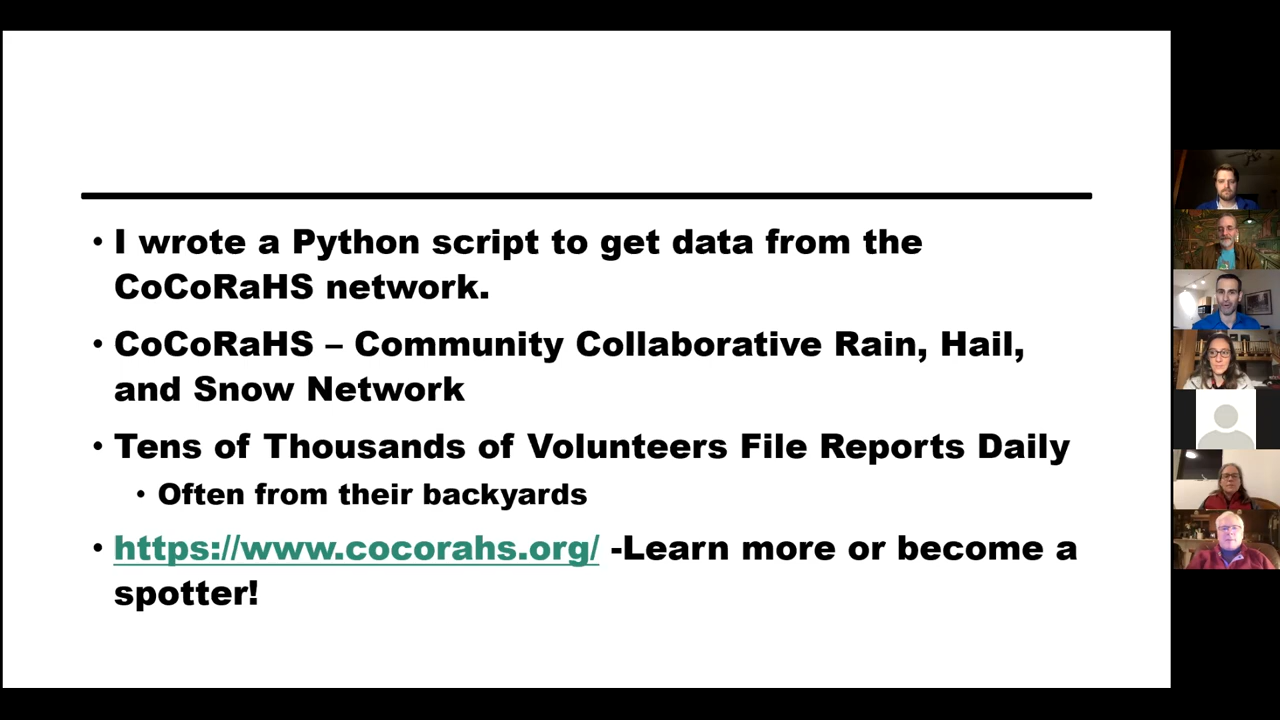 • I wrote a Python script to get data from the
CoCoRaHS network.
• CoCoRaHS – Community Collaborative Rain, Hail,
and Snow Network
• Tens of Thousands of Volunteers File Reports Daily
• Often from their backyards
• https://www.cocorahs.org/ -Learn more or become a
spotter!